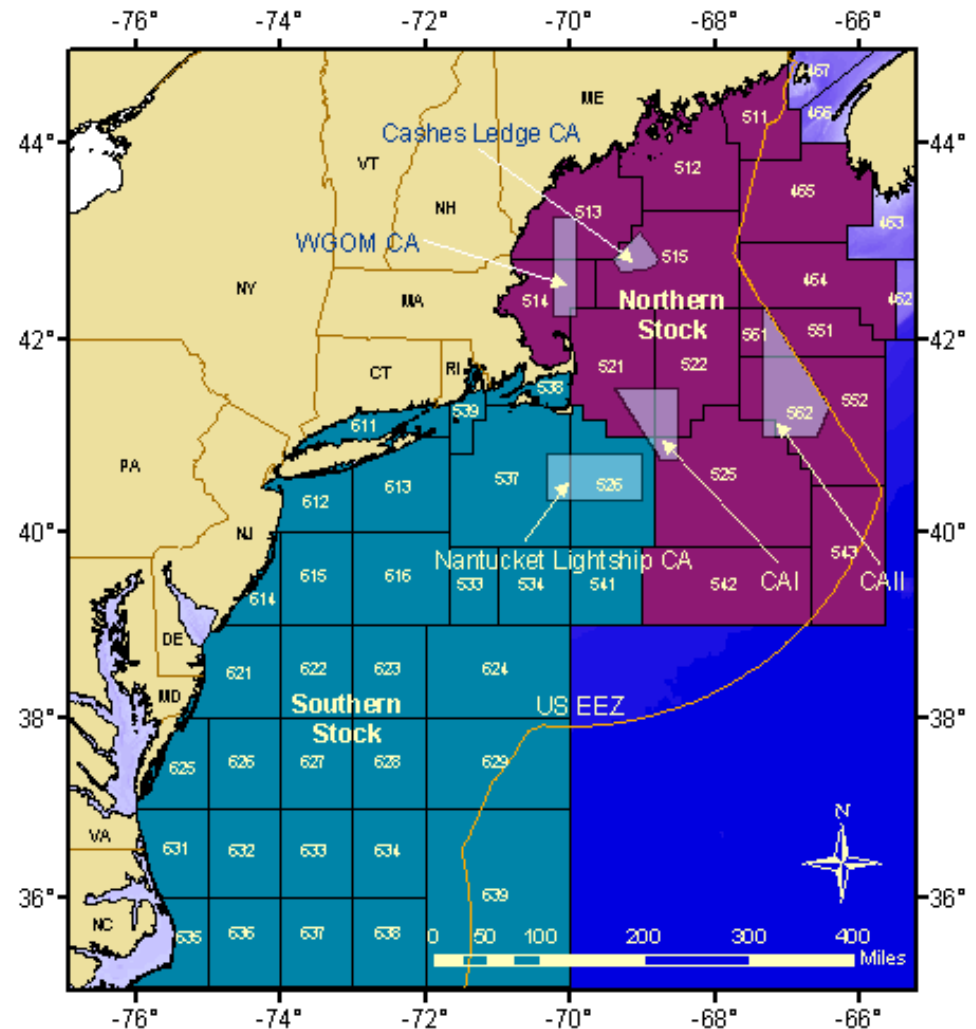 -76° -74° -72° -70° -68° -66°
467
ME
511
466
44° 44°
Cashes Ledge CA
VT
512
465
NH
513
463
WGOM CA
515
464
NY
MA
514
Northern
Stock
462
42° 42°
561 551
CT
RI
521
522
538
552
539
562
611
PA
537
526
525
613
612
40° 40°
NJ
543
Nantucket Lightship CA
CAI
CAII
615
616
533
534
541
542
614
DE
621
622
623
624
MD
Southern
Stock
US EEZ
38° 38°
625
626
627
628
629
N
VA
631
632
633
634
36° 36°
639
NC
635
636
637
638
0 50 100 200 300 400
Miles
-76° -74° -72° -70° -68° -66°